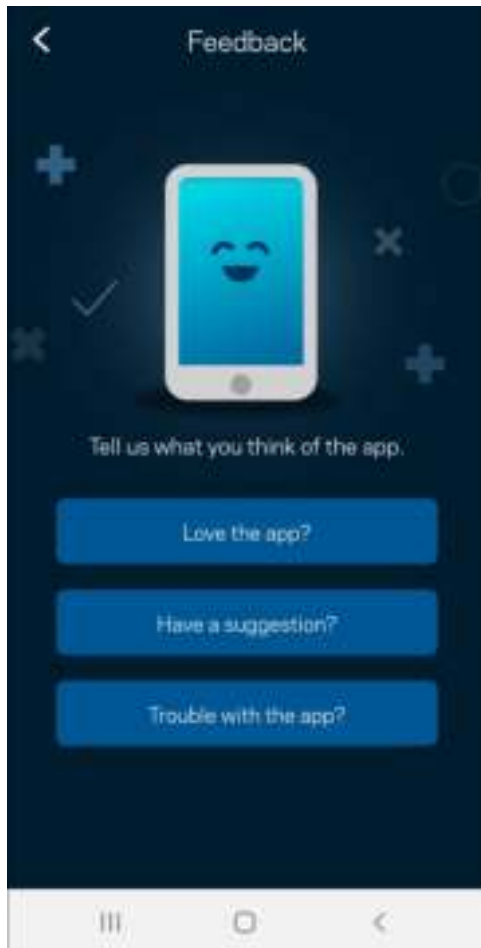 Feedback
Tell us what you think of the app.
Love the app?
Have a suggestion?
Trouble with the app?